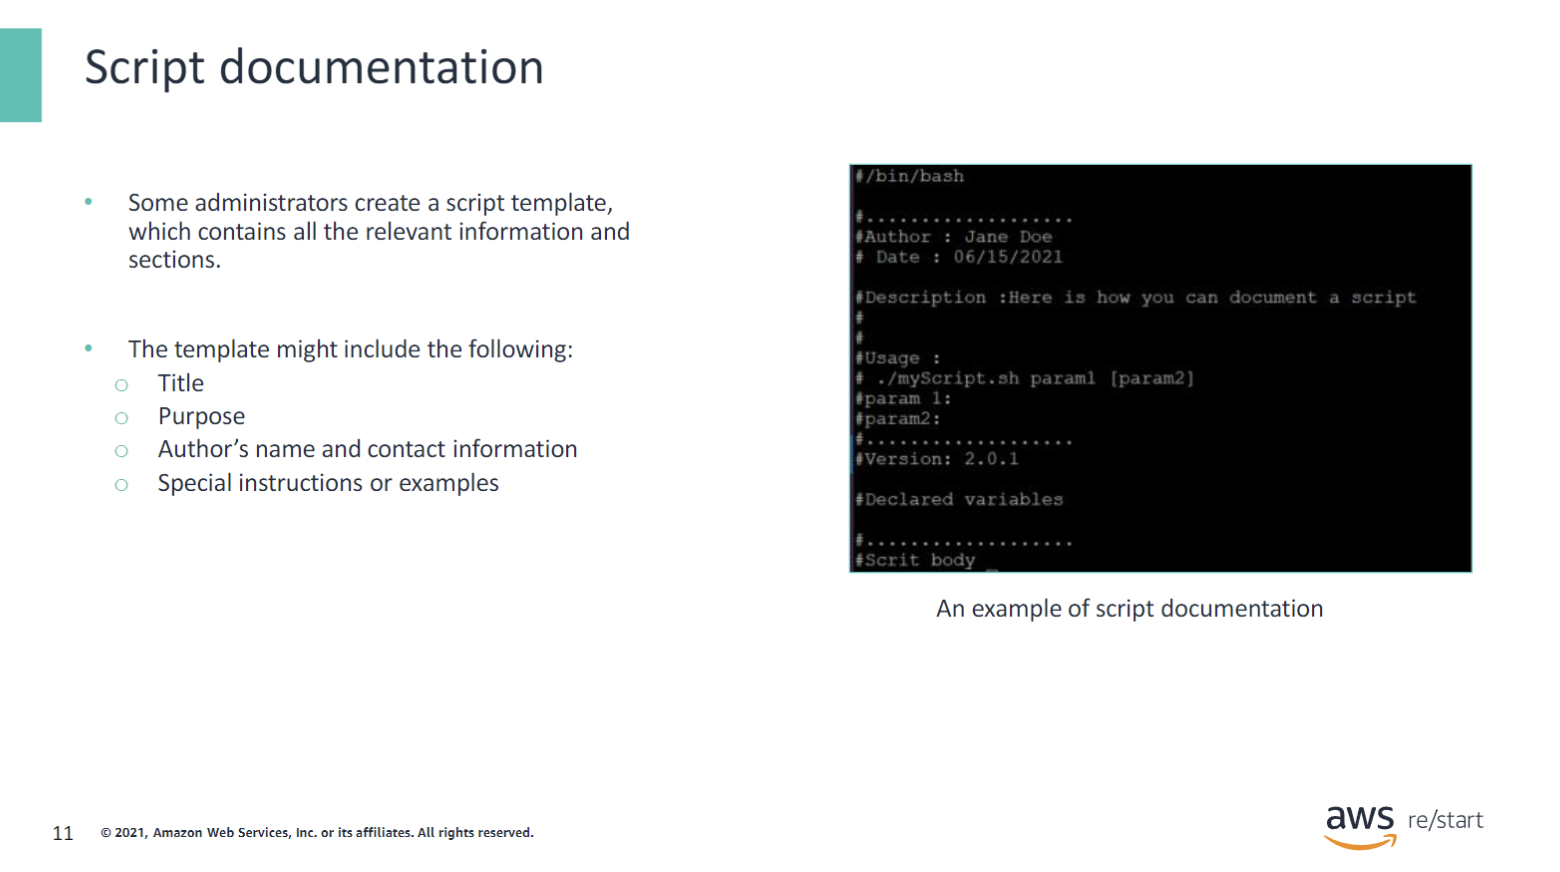 Script documentation
• Some administrators create a script template,
which contains all the relevant information and
sections.
• The template might include the following:
o Title
o Purpose
o Author’s name and contact information
o Special instructions or examples
#/bin/bash
#...................
#Author : Jane Doe
# Date : 06/15/2021
#Description :Here is how you can document a script
#
#
#Usage :
# ./myScript.sh param1 [param2]
#param 1:
#param2:
#...................
#Version: 2.0.1
#Declared variables
#...................
#Scrit body _
An example of script documentation
11 © 2021, Amazon Web Services, Inc. or its affiliates. All rights reserved.
aws re/start